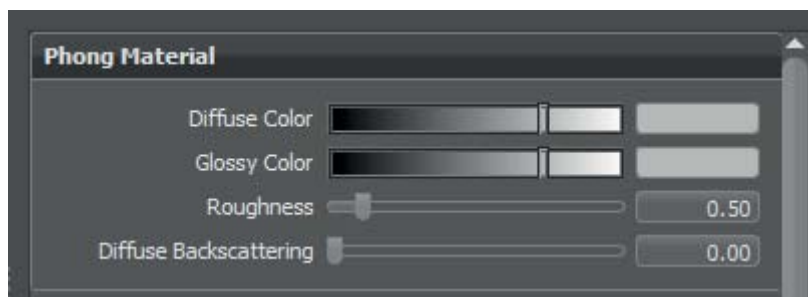 Phong Material
Diffuse Color
Glossy Color
Roughness 0.50
Diffuse Backscattering 0.00